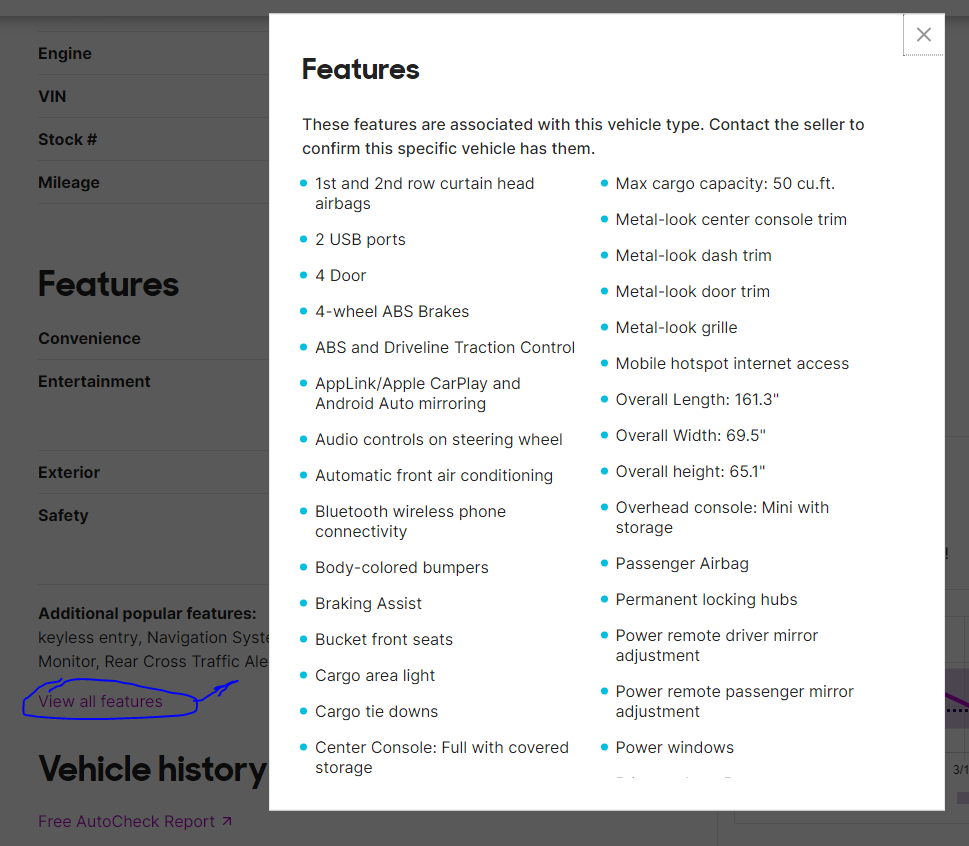 Engine
VIN
Stock #
Mileage
Features
Convenience
Entertainment
Exterior
Safety
Additional popular features:
keyless entry, Navigation Syste
Monitor, Rear Cross Traffic Ale
View all features
Vehicle history
Free AutoCheck Report
Features
These features are associated with this vehicle type. Contact the seller to
confirm this specific vehicle has them.
1st and 2nd row curtain head
airbags
2 USB ports
4 Door
4-wheel ABS Brakes
ABS and Driveline Traction Control
AppLink/Apple CarPlay and
Android Auto mirroring
Audio controls on steering wheel
Automatic front air conditioning
Bluetooth wireless phone
connectivity
Body-colored bumpers
Braking Assist
Bucket front seats
Cargo area light
Cargo tie downs
Center Console: Full with covered
storage
Max cargo capacity: 50 cu.ft.
Metal-look center console trim
Metal-look dash trim
Metal-look door trim
Metal-look grille
Mobile hotspot internet access
Overall Length: 161.3"
Overall Width: 69.5"
Overall height: 65.1"
Overhead console: Mini with
storage
Passenger Airbag
Permanent locking hubs
Power remote driver mirror
adjustment
Power remote passenger mirror
adjustment
Power windows
!
3/1